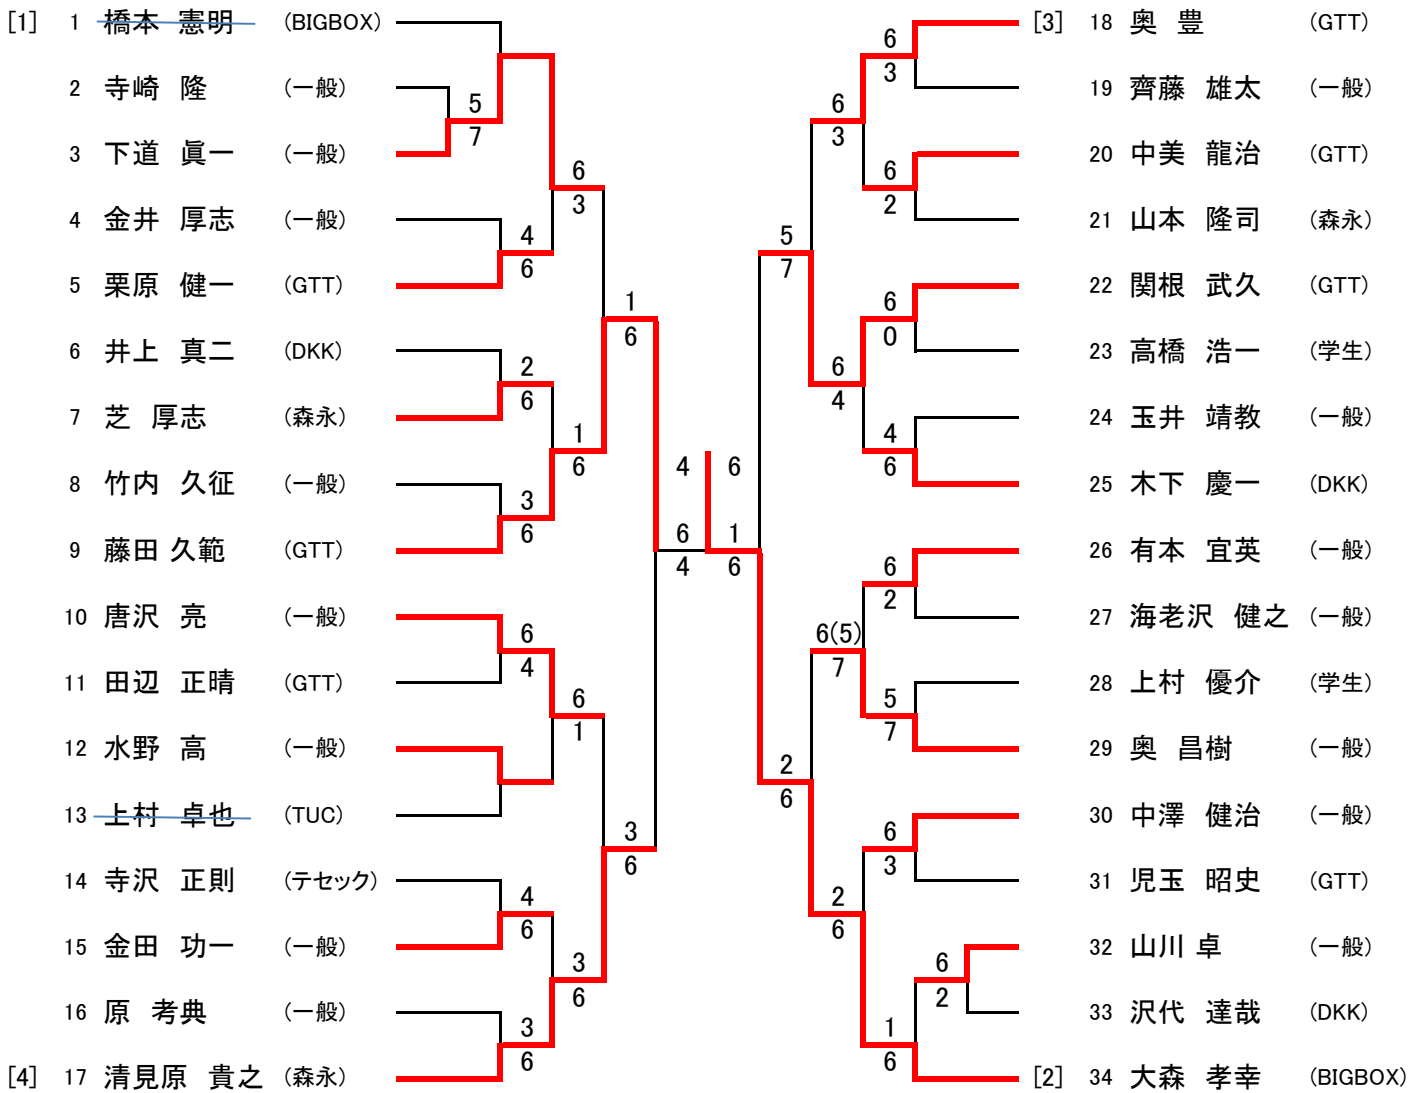 [1] 1 橋本 憲明 (BIGBOX)
2 寺崎 隆 (一般)
5
7
3 下道 眞一 (一般)
6
3
4 金井 厚志 (一般)
4
6
5 栗原 健一 (GTT)
1
6
6 井上 真二 (DKK)
2
6
7 芝 厚志 (森永)
1
6
8 竹内 久征 (一般)
3
6
9 藤田 久範 (GTT)
4 6
6 1
4 6
10 唐沢 亮 (一般)
6
4
11 田辺 正晴 (GTT)
6
1
12 水野 高 (一般)
13 上村 卓也 (TUC)
3
6
14 寺沢 正則 (テセック)
4
6
15 金田 功一 (一般)
3
6
16 原 考典 (一般)
3
6
[4] 17 清見原 貴之 (森永)
[3] 18 奥 豊 (GTT)
6
3
19 齊藤 雄太 (一般)
6
3
20 中美 龍治 (GTT)
6
2
21 山本 隆司 (森永)
5
7
22 関根 武久 (GTT)
6
0
23 高橋 浩一 (学生)
6
4
24 玉井 靖教 (一般)
4
6
25 木下 慶一 (DKK)
26 有本 宜英 (一般)
6
2
27 海老沢 健之 (一般)
6(5)
7
28 上村 優介 (学生)
5
7
29 奥 昌樹 (一般)
2
6
30 中澤 健治 (一般)
6
3
31 児玉 昭史 (GTT)
2
6
32 山川 卓 (一般)
6
2
33 沢代 達哉 (DKK)
1
6
[2] 34 大森 孝幸 (BIGBOX)